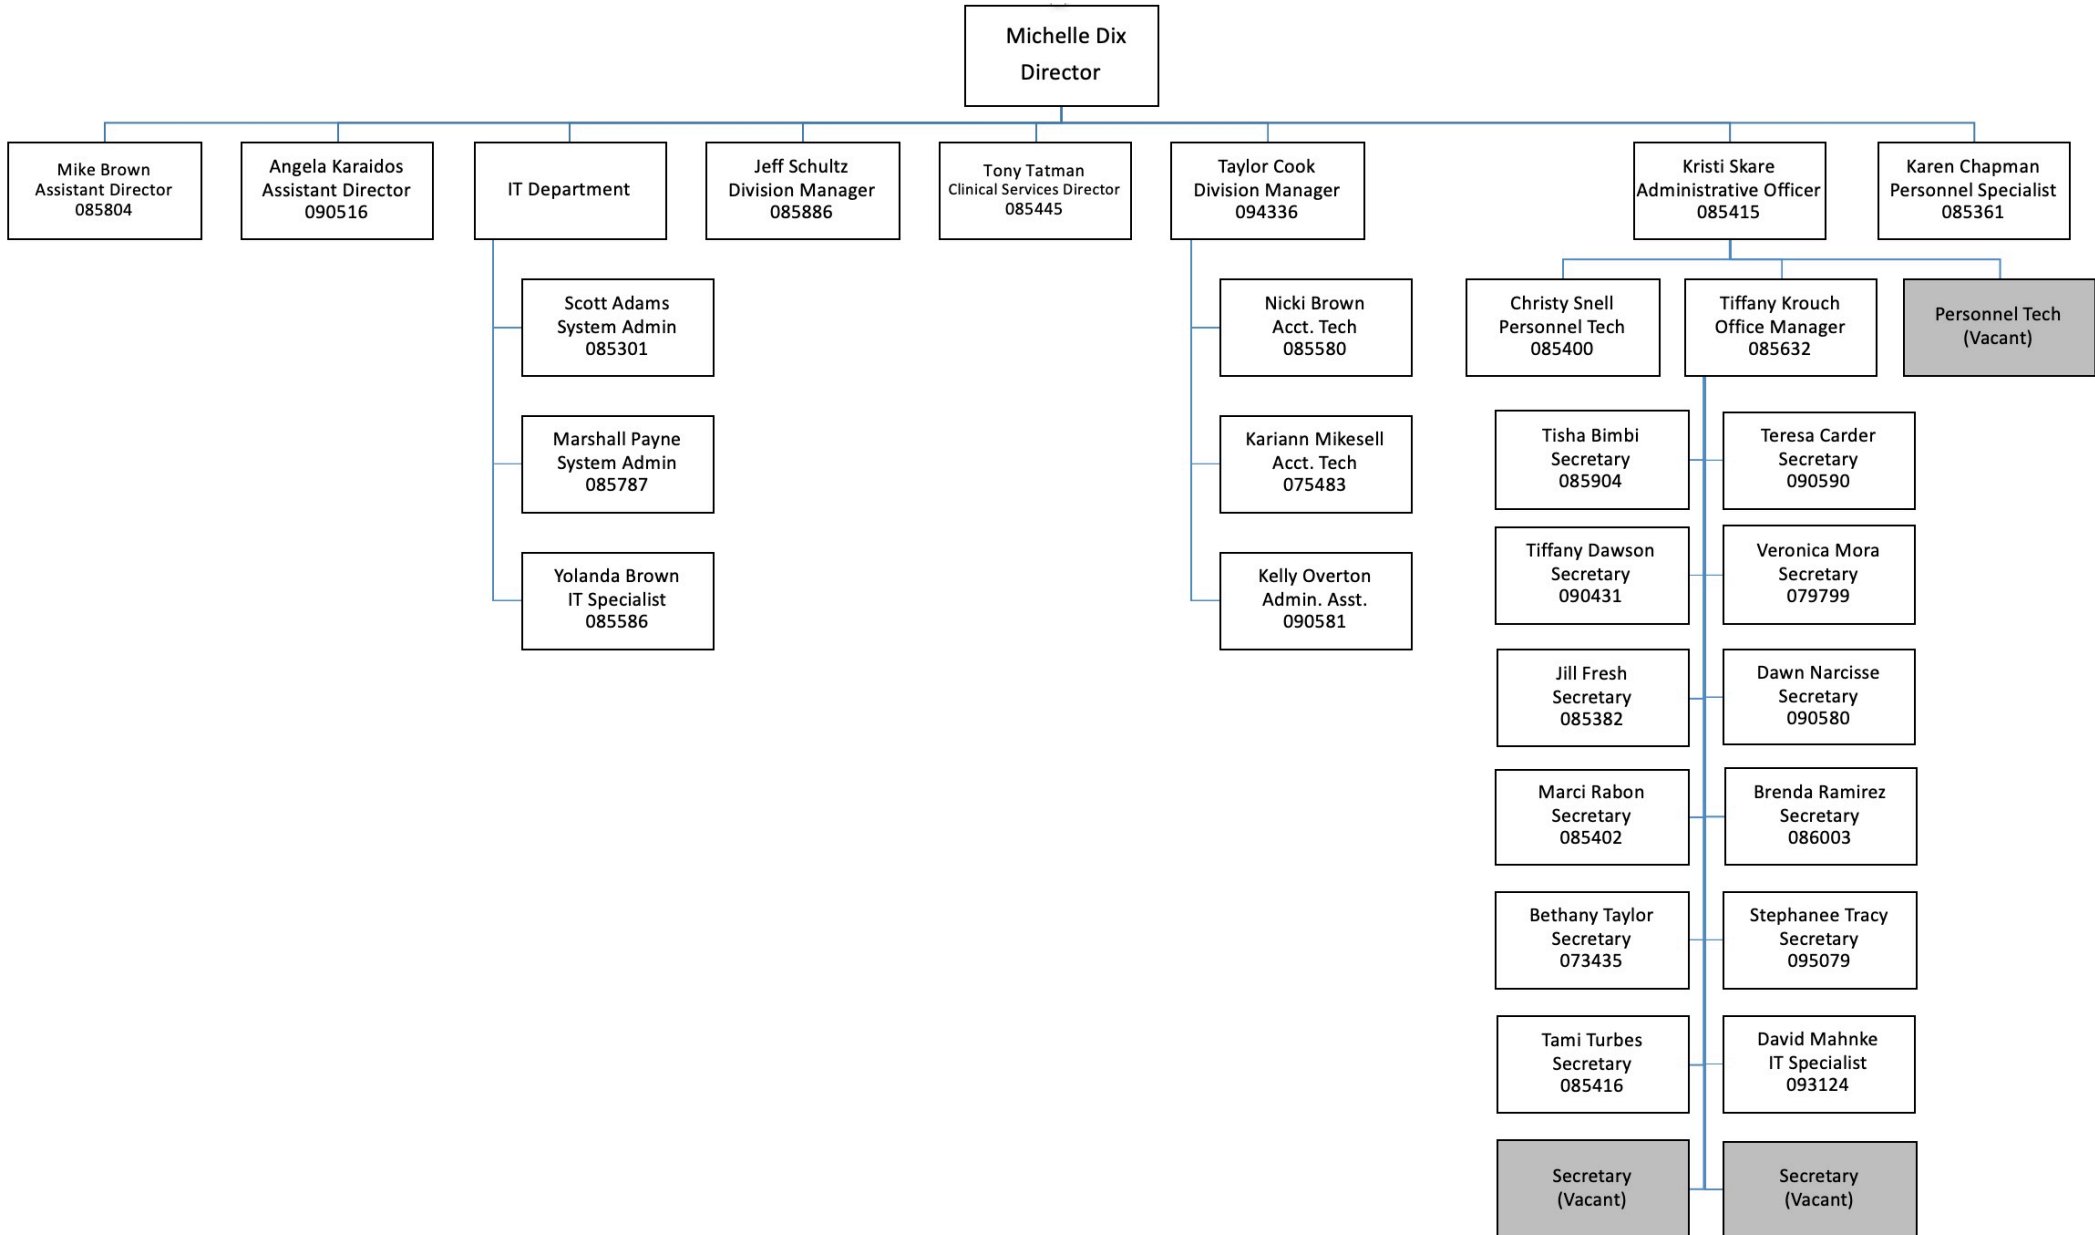 Michelle Dix
Director
Mike Brown
Assistant Director
085804
Angela Karaidos
Assistant Director
090516
IT Department
Jeff Schultz
Division Manager
085886
Tony Tatman
Clinical Services Director
085445
Taylor Cook
Division Manager
094336
Kristi Skare
Administrative Officer
085415
Karen Chapman
Personnel Specialist
085361
Scott Adams
System Admin
085301
Marshall Payne
System Admin
085787
Yolanda Brown
IT Specialist
085586
Nicki Brown
Acct. Tech
085580
Kariann Mikesell
Acct. Tech
075483
Kelly Overton
Admin. Asst.
090581
Christy Snell
Personnel Tech
085400
Tiffany Krouch
Office Manager
085632
Personnel Tech
(Vacant)
Tisha Bimbi
Secretary
085904
Teresa Carder
Secretary
090590
Tiffany Dawson
Secretary
090431
Veronica Mora
Secretary
079799
Jill Fresh
Secretary
085382
Dawn Narcisse
Secretary
090580
Marci Rabon
Secretary
085402
Brenda Ramirez
Secretary
086003
Bethany Taylor
Secretary
073435
Stephanee Tracy
Secretary
095079
Tami Turbes
Secretary
085416
David Mahnke
IT Specialist
093124
Secretary
(Vacant)
Secretary
(Vacant)